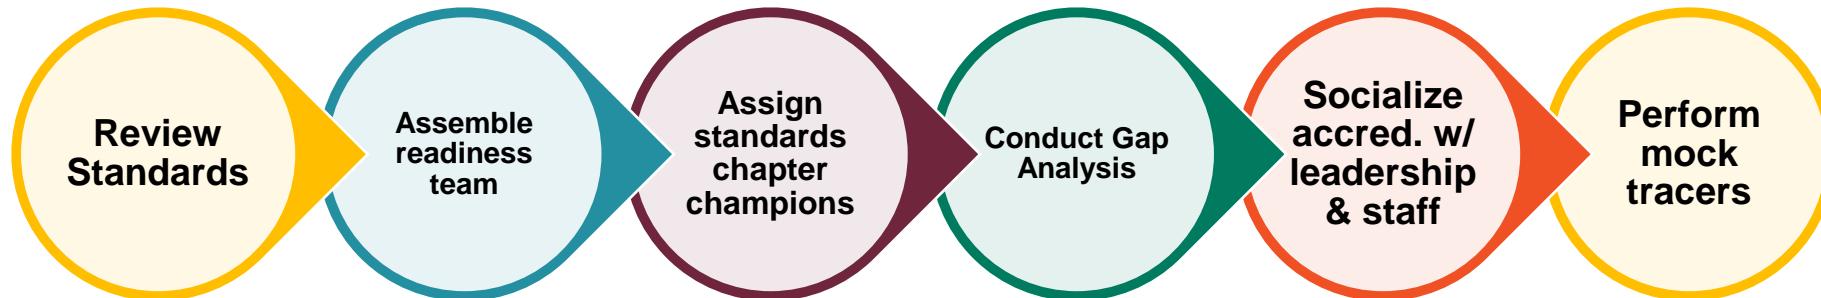 Review
Standards
Assemble
readiness
team
Assign
standards
chapter
champions
Conduct Gap
Analysis
Socialize
accred. w/
leadership
& staff
Perform
mock
tracers